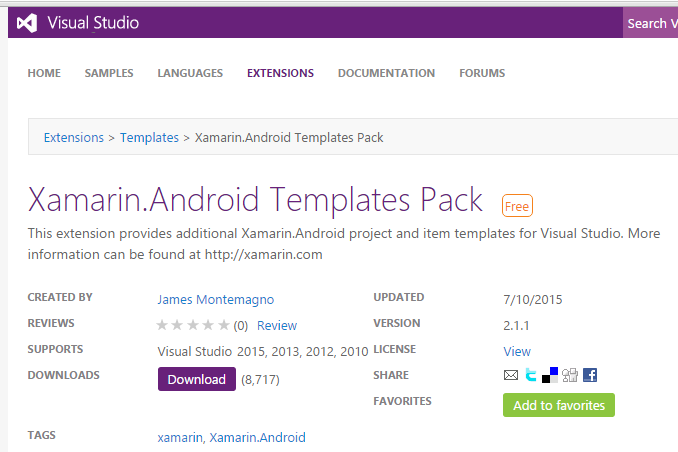 Visual Studio
Search V
HOME SAMPLES LANGUAGES EXTENSIONS DOCUMENTATION FORUMS
Extensions > Templates > Xamarin.Android Templates Pack
Xamarin.Android Templates Pack Free
This extension provides additional Xamarin.Android project and item templates for Visual Studio. More
information can be found at http://xamarin.com
CREATED BY James Montemagno UPDATED 7/10/2015
REVIEWS (0) Review VERSION 2.1.1
SUPPORTS Visual Studio 2015, 2013, 2012, 2010 LICENSE View
DOWNLOADS Download (8,717) SHARE
FAVORITES Add to favorites
TAGS xamarin, Xamarin.Android